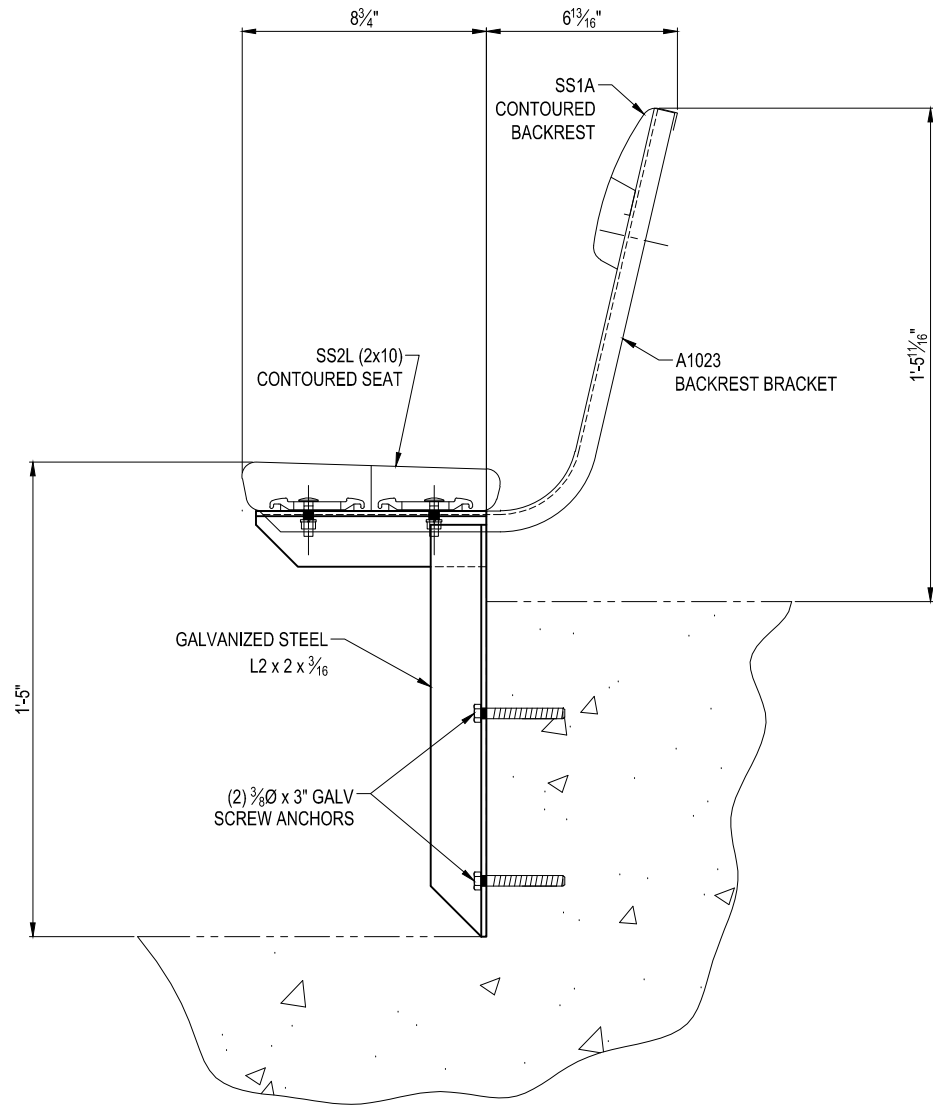 8¾"
6¹³⁄₁₆"
SS1A
CONTOURED
BACKREST
1'-5¹¹⁄₁₆"
SS2L (2x10)
CONTOURED SEAT
A1023
BACKREST BRACKET
GALVANIZED STEEL
L2 x 2 x ³⁄₁₆
1'-5"
(2) ⅜Ø x 3" GALV
SCREW ANCHORS